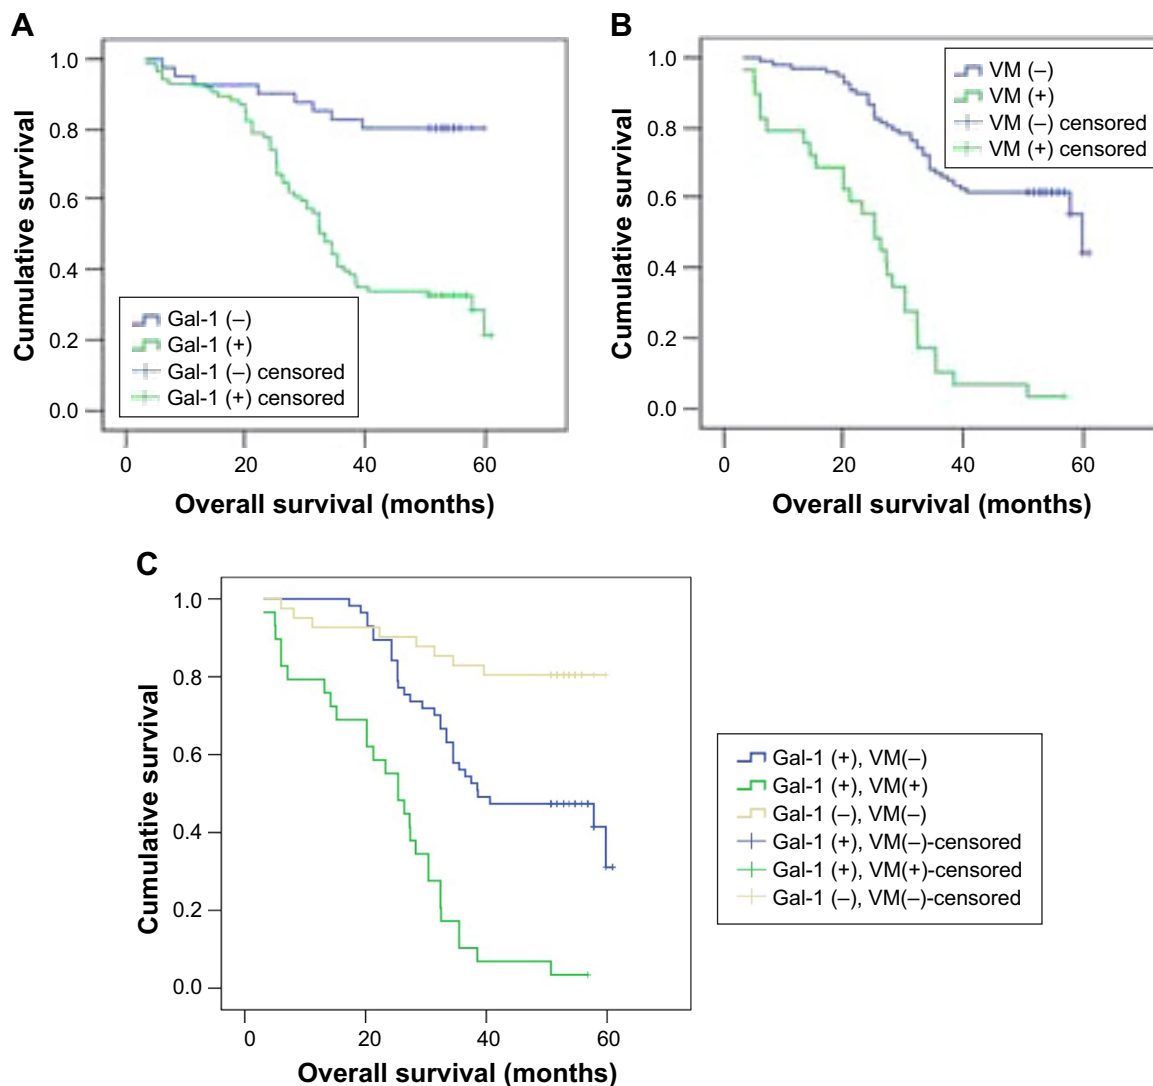 A
Cumulative survival
1.0
0.8
0.6
0.4
0.2
0.0
Gal-1 (–)
Gal-1 (+)
Gal-1 (–) censored
Gal-1 (+) censored
0 20 40 60
Overall survival (months)
B
Cumulative survival
1.0
0.8
0.6
0.4
0.2
0.0
VM (–)
VM (+)
VM (–) censored
VM (+) censored
0 20 40 60
Overall survival (months)
C
Cumulative survival
1.0
0.8
0.6
0.4
0.2
0.0
0 20 40 60
Overall survival (months)
Gal-1 (+), VM(–)
Gal-1 (+), VM(+)
Gal-1 (–), VM(–)
Gal-1 (+), VM(–)-censored
Gal-1 (+), VM(+)-censored
Gal-1 (–), VM(–)-censored